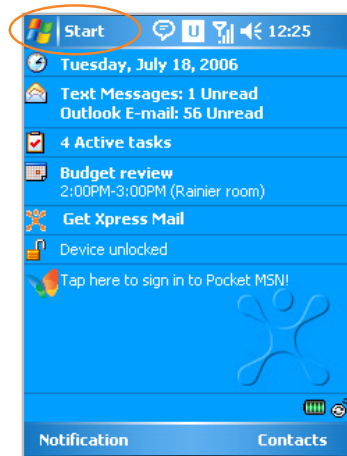 Start U 12:25
Tuesday, July 18, 2006
Text Messages: 1 Unread
Outlook E-mail: 56 Unread
4 Active tasks
Budget review
2:00PM-3:00PM (Rainier room)
Get Xpress Mail
Device unlocked
Tap here to sign in to Pocket MSN!
Notification Contacts